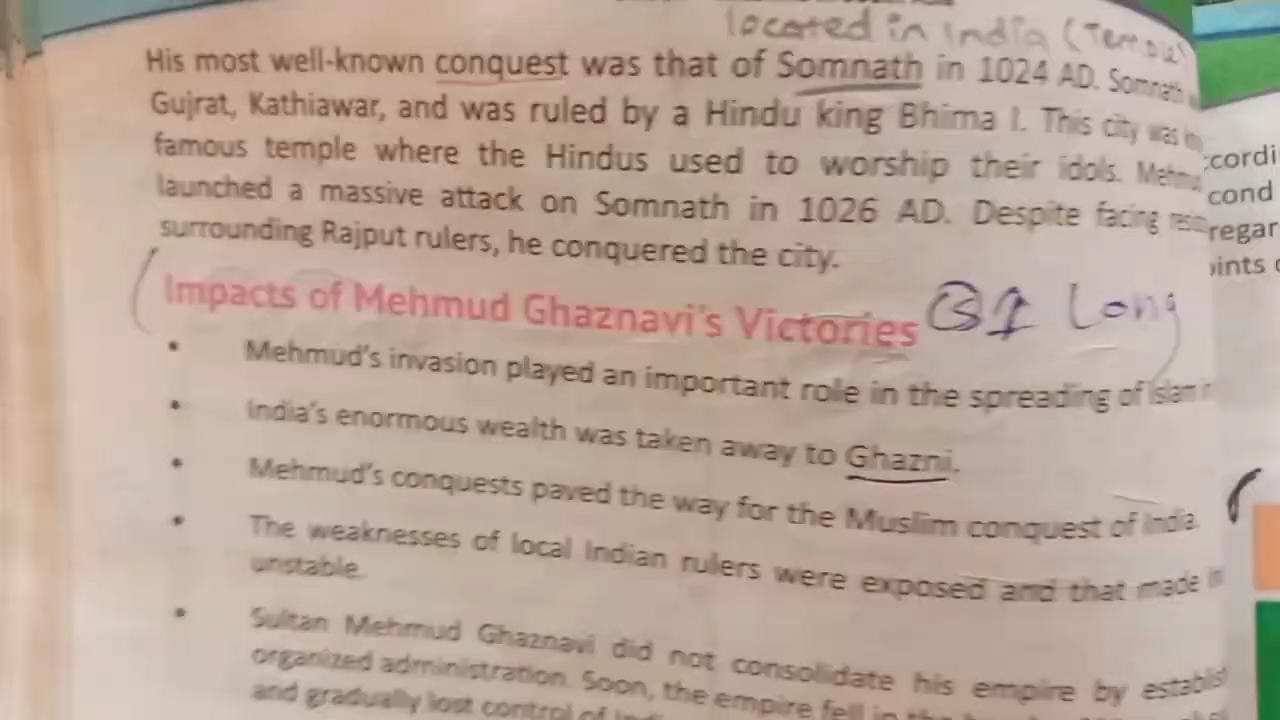 located in India (Temple)
His most well-known conquest was that of Somnath in 1024 AD. Somnath
Gujrat, Kathiawar, and was ruled by a Hindu king Bhima I. This city was
famous temple where the Hindus used to worship their idols. Mehmud
launched a massive attack on Somnath in 1026 AD. Despite facing
surrounding Rajput rulers, he conquered the city.
Impacts of Mehmud Ghaznavi's Victories
Long
• Mehmud's invasion played an important role in the spreading of Islam
• India's enormous wealth was taken away to Ghazni.
• Mehmud's conquests paved the way for the Muslim conquest of India.
• The weaknesses of local Indian rulers were exposed and that made
unstable.
• Sultan Mehmud Ghaznavi did not consolidate his empire by
organized administration. Soon, the empire fell in the
and gradually lost control of
cond